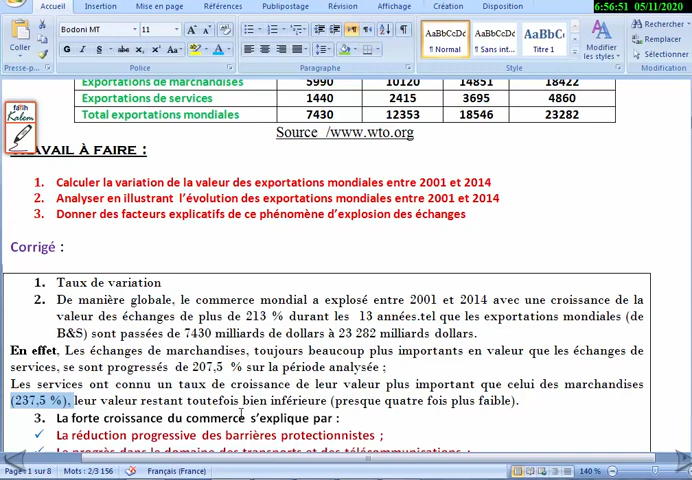 6:56:51 05/11/2020
Accueil Insertion Mise en page Références Publipostage Révision Affichage Création Disposition
Coller
Bodoni MT 11
AaBbCcDc AaBbCcDc AaBbCc
¶ Normal ¶ Sans int... Titre 1
Modifier les styles
Rechercher
Remplacer
Sélectionner
Presse-p... Police Paragraphe Style Modification
Exportations de marchandises 5990 10120 14851 18422
Exportations de services 1440 2415 3695 4860
Total exportations mondiales 7430 12353 18546 23282
Source /www.wto.org
fatih
Kalem
TRAVAIL À FAIRE :
1. Calculer la variation de la valeur des exportations mondiales entre 2001 et 2014
2. Analyser en illustrant l’évolution des exportations mondiales entre 2001 et 2014
3. Donner des facteurs explicatifs de ce phénomène d’explosion des échanges
Corrigé :
1. Taux de variation
2. De manière globale, le commerce mondial a explosé entre 2001 et 2014 avec une croissance de la
valeur des échanges de plus de 213 % durant les 13 années.tel que les exportations mondiales (de
B&S) sont passées de 7430 milliards de dollars à 23 282 milliards dollars.
En effet, Les échanges de marchandises, toujours beaucoup plus importants en valeur que les échanges de
services, se sont progressés de 207,5 % sur la période analysée ;
Les services ont connu un taux de croissance de leur valeur plus important que celui des marchandises
(237,5 %), leur valeur restant toutefois bien inférieure (presque quatre fois plus faible).
3. La forte croissance du commerce s’explique par :
✓ La réduction progressive des barrières protectionnistes ;
✓ Le progrès dans le domaine des transports et des télécommunications.
Page : 1 sur 8 Mots : 2/3 156 Français (France) 140 %